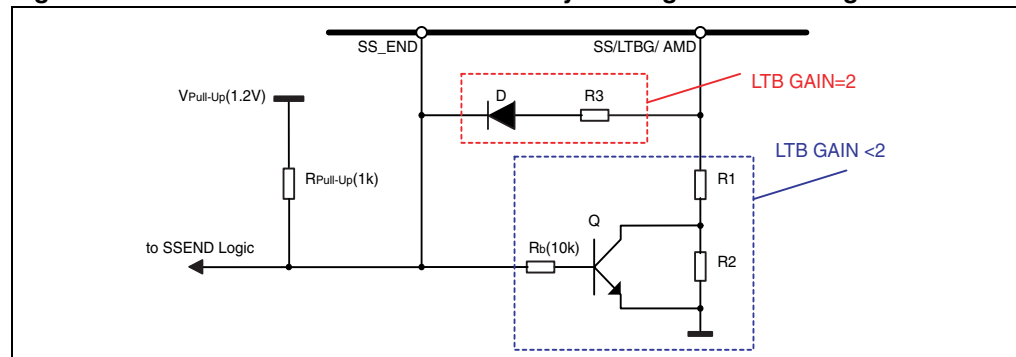 SS_END
SS/LTBG/ AMD
LTB GAIN=2
D
R3
VPull-Up(1.2V)
LTB GAIN <2
R1
RPull-Up(1k)
Q
to SSEND Logic
Rb(10k)
R2